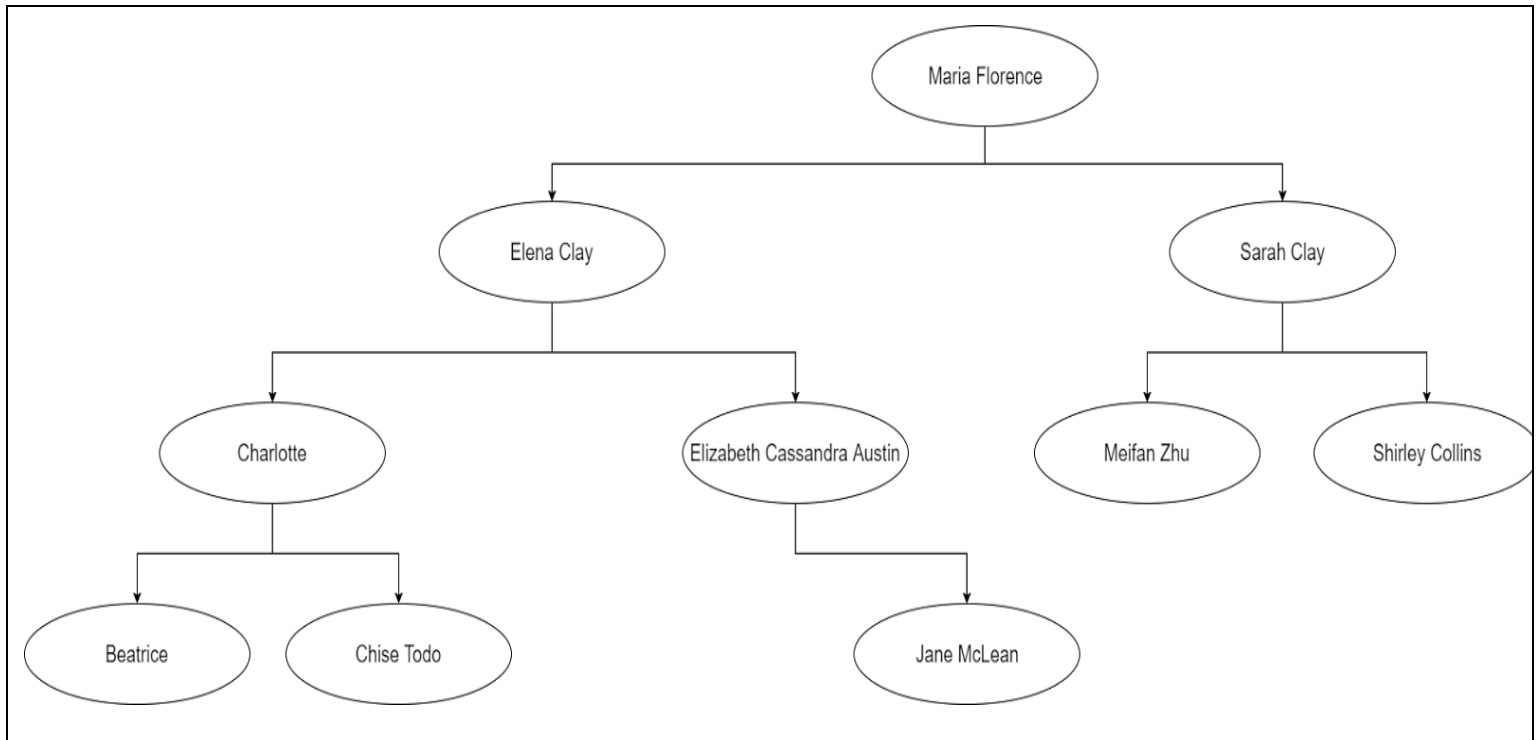 Maria Florence
Elena Clay
Sarah Clay
Charlotte
Elizabeth Cassandra Austin
Meifan Zhu
Shirley Collins
Beatrice
Chise Todo
Jane McLean